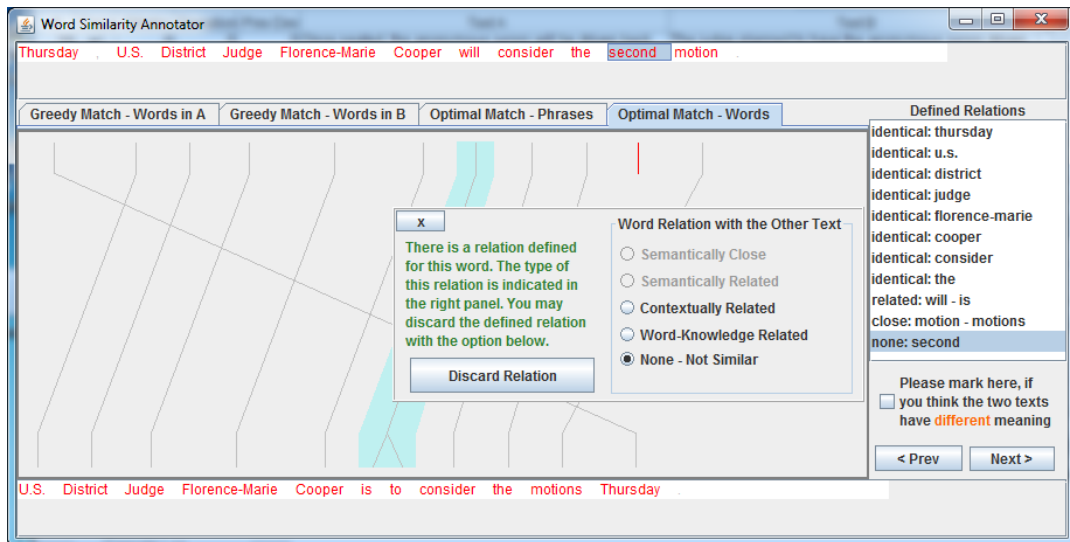 Word Similarity Annotator
Thursday , U.S. District Judge Florence-Marie Cooper will consider the second motion .
Greedy Match - Words in A Greedy Match - Words in B Optimal Match - Phrases Optimal Match - Words
Defined Relations
identical: thursday
identical: u.s.
identical: district
identical: judge
identical: florence-marie
identical: cooper
identical: consider
identical: the
related: will - is
close: motion - motions
none: second
x
There is a relation defined
for this word. The type of
this relation is indicated in
the right panel. You may
discard the defined relation
with the option below.
Discard Relation
Word Relation with the Other Text
Semantically Close
Semantically Related
Contextually Related
Word-Knowledge Related
None - Not Similar
Please mark here, if
you think the two texts
have different meaning
< Prev Next >
U.S. District Judge Florence-Marie Cooper is to consider the motions Thursday .